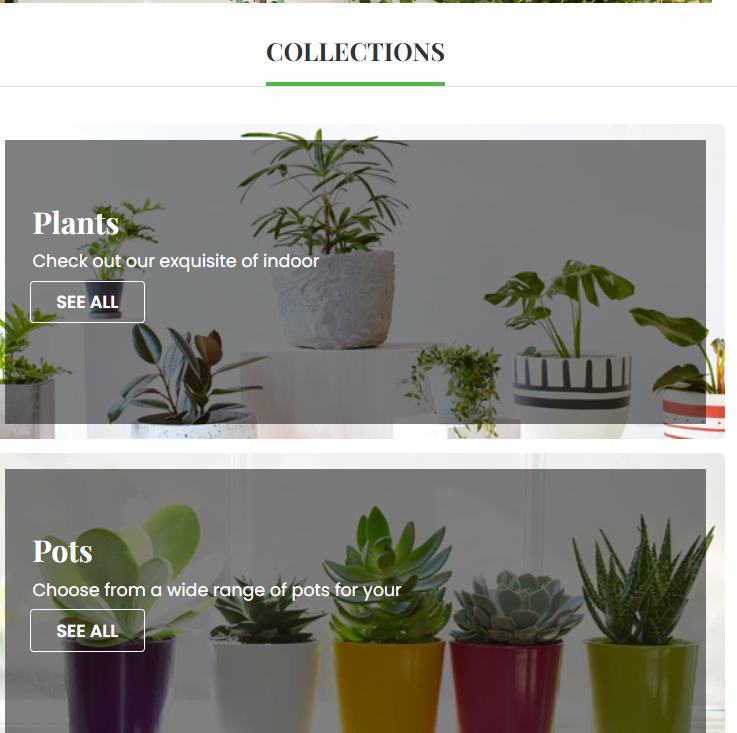 COLLECTIONS
Plants
Check out our exquisite of indoor
SEE ALL
Pots
Choose from a wide range of pots for your
SEE ALL